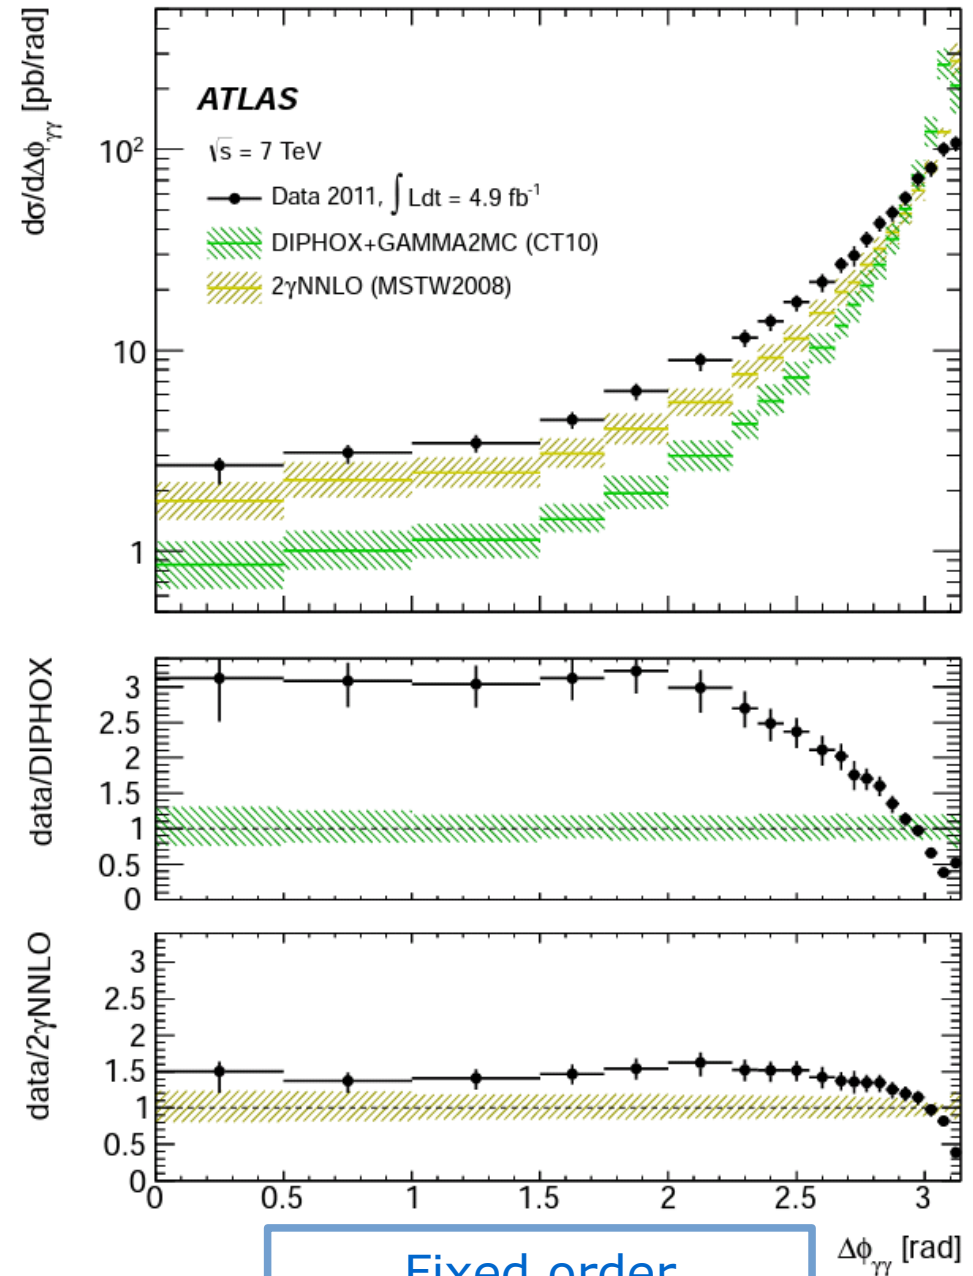 dσ/dΔϕγγ [pb/rad]
ATLAS
√s = 7 TeV
Data 2011, ∫ Ldt = 4.9 fb⁻¹
DIPHOX+GAMMA2MC (CT10)
2γNNLO (MSTW2008)
10²
10
1
data/DIPHOX
3
2.5
2
1.5
1
0.5
0
data/2γNNLO
3
2.5
2
1.5
1
0.5
0
0 0.5 1 1.5 2 2.5 3
Δϕγγ [rad]
Fixed order